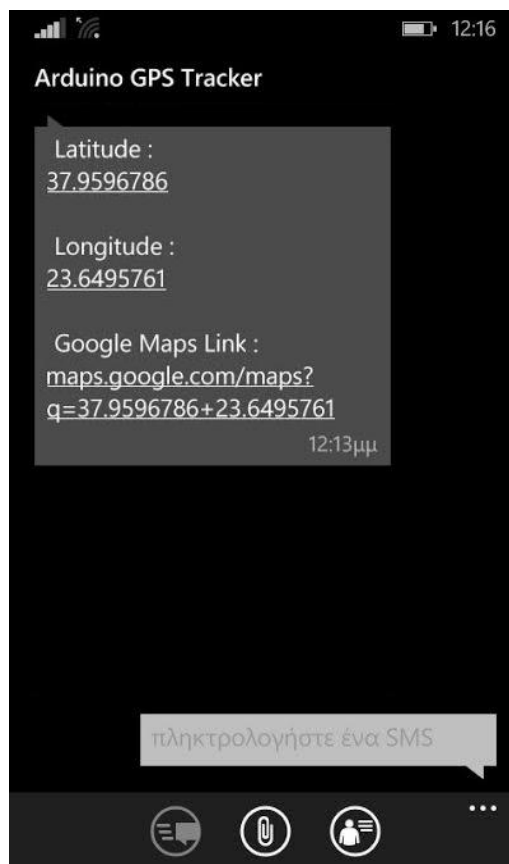 12:16
Arduino GPS Tracker
Latitude :
37.9596786
Longitude :
23.6495761
Google Maps Link :
maps.google.com/maps?
q=37.9596786+23.6495761
12:13μμ
πληκτρολογήστε ένα SMS